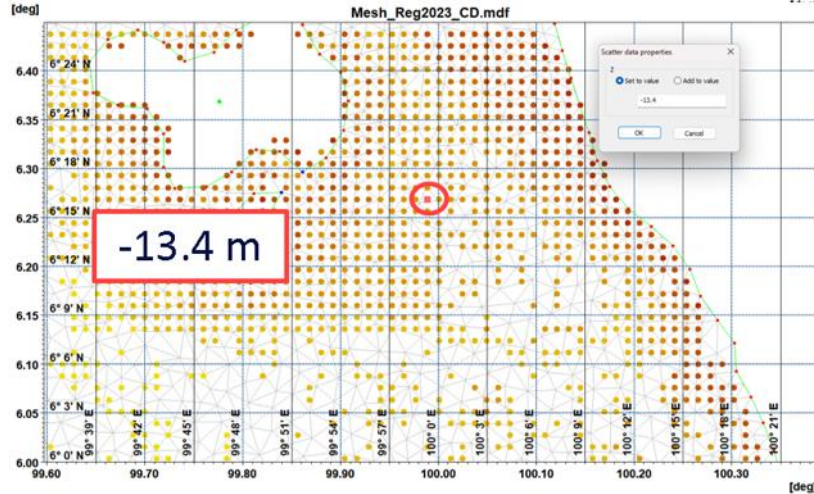 [deg]
Mesh_Reg2023_CD.mdf
6.40
6° 24' N
6.35
6° 21' N
6.30
6° 18' N
6.25
6° 15' N
6.20
6° 12' N
6.15
6° 9' N
6.10
6° 6' N
6.05
6° 3' N
6.00
6° 0' N
Scatter data properties
Z
Set to value
Add to value
-13.4
OK
Cancel
-13.4 m
99° 39' E
99° 42' E
99° 45' E
99° 48' E
99° 51' E
99° 54' E
99° 57' E
100° 0' E
100° 3' E
100° 6' E
100° 9' E
100° 12' E
100° 15' E
100° 18' E
100° 21' E
99.60
99.70
99.80
99.90
100.00
100.10
100.20
100.30
[deg]